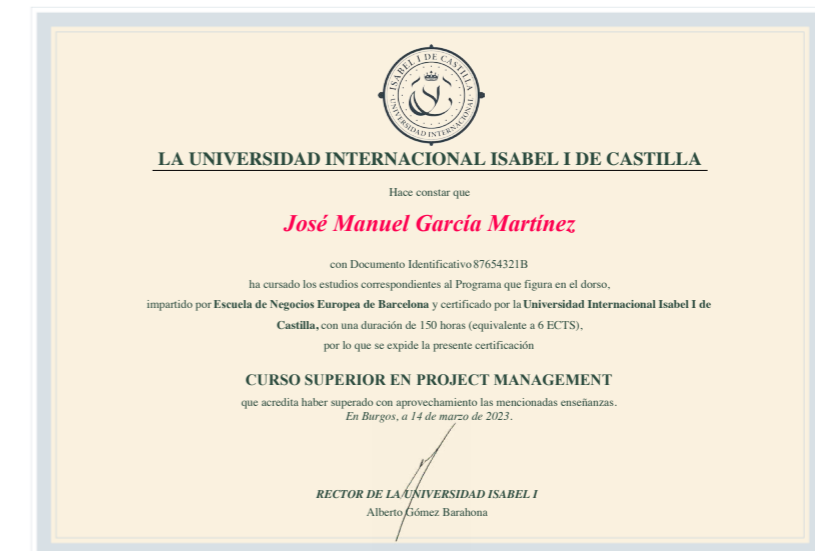 ISABEL I DE CASTILLA
UNIVERSIDAD INTERNACIONAL
LA UNIVERSIDAD INTERNACIONAL ISABEL I DE CASTILLA
Hace constar que
José Manuel García Martínez
con Documento Identificativo 87654321B
ha cursado los estudios correspondientes al Programa que figura en el dorso,
impartido por Escuela de Negocios Europea de Barcelona y certificado por la Universidad Internacional Isabel I de
Castilla, con una duración de 150 horas (equivalente a 6 ECTS),
por lo que se expide la presente certificación
CURSO SUPERIOR EN PROJECT MANAGEMENT
que acredita haber superado con aprovechamiento las mencionadas enseñanzas.
En Burgos, a 14 de marzo de 2023.
RECTOR DE LA UNIVERSIDAD ISABEL I
Alberto Gómez Barahona